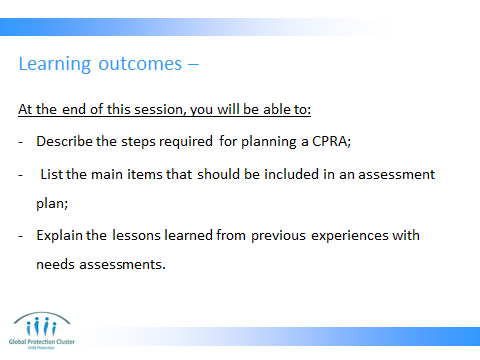 Learning outcomes –
At the end of this session, you will be able to:
- Describe the steps required for planning a CPRA;
- List the main items that should be included in an assessment
plan;
- Explain the lessons learned from previous experiences with
needs assessments.
Global Protection Cluster
Child Protection